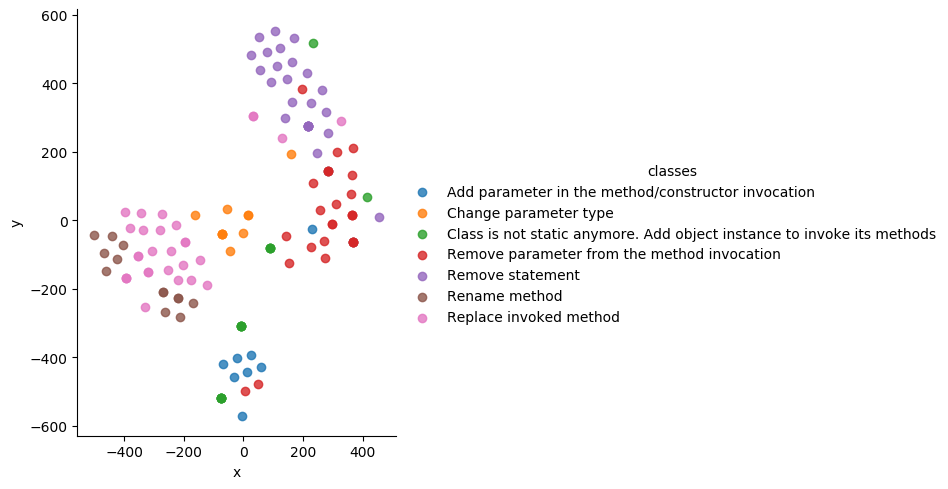 600
400
200
0
−200
−400
−600
y
−400
−200
0
200
400
x
classes
Add parameter in the method/constructor invocation
Change parameter type
Class is not static anymore. Add object instance to invoke its methods
Remove parameter from the method invocation
Remove statement
Rename method
Replace invoked method